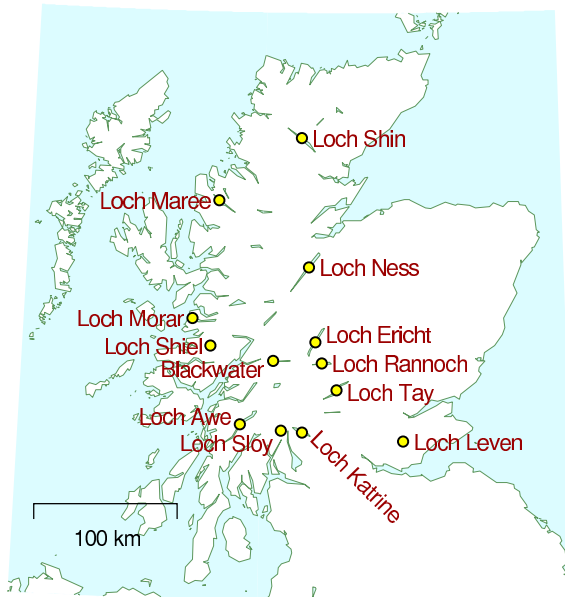 Loch Shin
Loch Maree
Loch Ness
Loch Morar
Loch Ericht
Loch Shiel
Loch Rannoch
Blackwater
Loch Tay
Loch Awe
Loch Sloy
Loch Katrine
Loch Leven
100 km